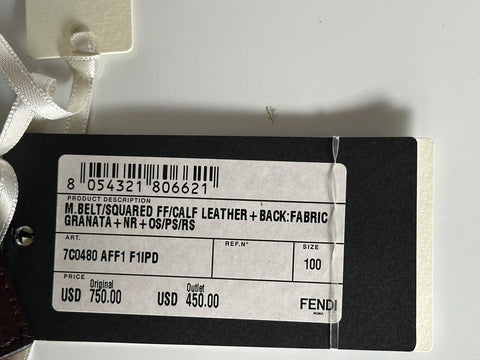 8 054321 806621
PRODUCT DESCRIPTION
M.BELT/SQUARED FF/CALF LEATHER+BACK:FABRIC
GRANATA+NR+OS/PS/RS
ART.
REF.N°
SIZE
7C0480 AFF1 F1IPD
100
PRICE
Original
Outlet
USD 750.00 USD 450.00
FENDI
ROMA